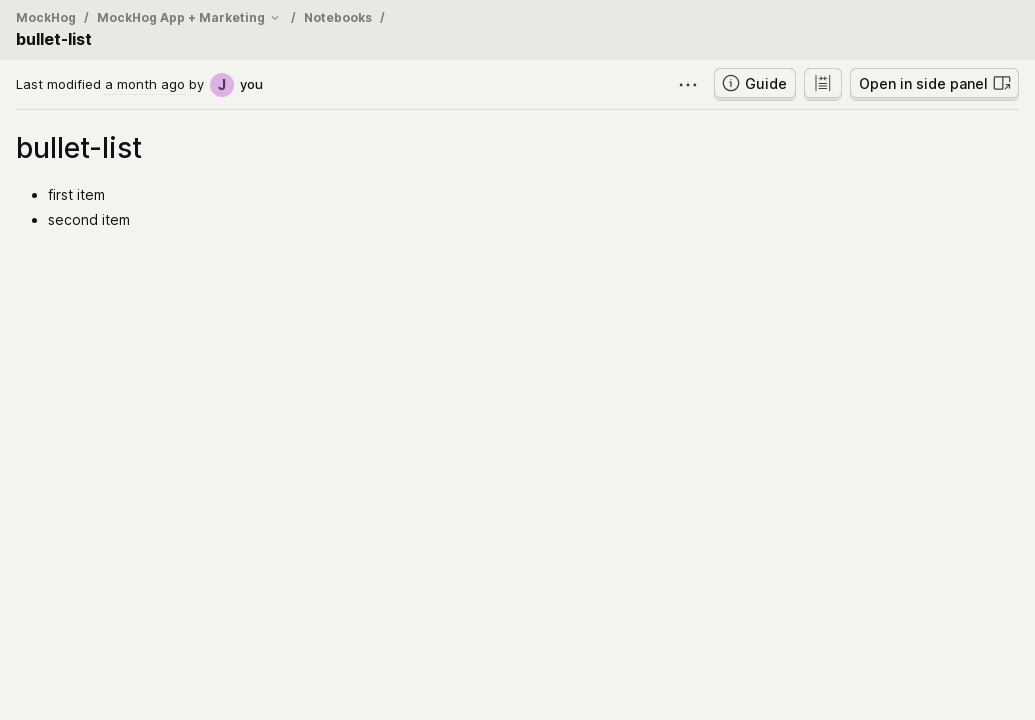 MockHog / MockHog App + Marketing / Notebooks /
bullet-list
Last modified a month ago by J you
Guide
Open in side panel
bullet-list
• first item
• second item